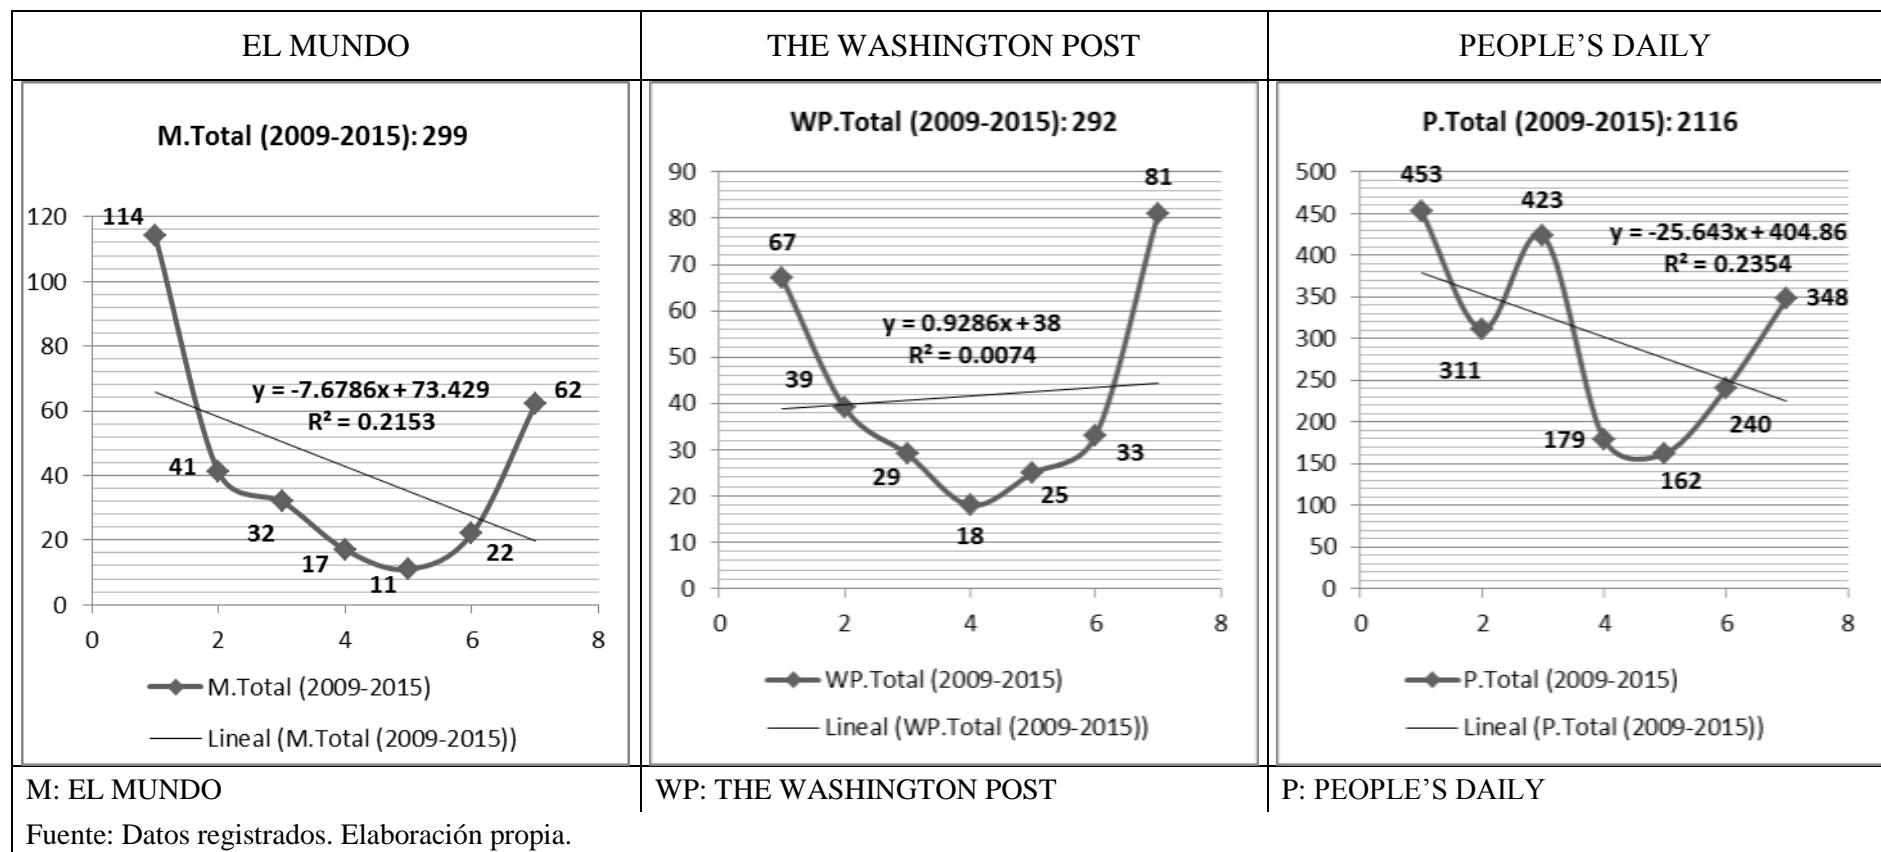 EL MUNDO
THE WASHINGTON POST
PEOPLE’S DAILY
M.Total (2009-2015): 299
120
100
80
60
40
20
0
0
2
4
6
8
114
41
32
17
11
22
62
y = -7.6786x + 73.429
R² = 0.2153
M.Total (2009-2015)
Lineal (M.Total (2009-2015))
WP.Total (2009-2015): 292
90
80
70
60
50
40
30
20
10
0
0
2
4
6
8
67
39
29
18
25
33
81
y = 0.9286x + 38
R² = 0.0074
WP.Total (2009-2015)
Lineal (WP.Total (2009-2015))
P.Total (2009-2015): 2116
500
450
400
350
300
250
200
150
100
50
0
0
2
4
6
8
453
311
423
179
162
240
348
y = -25.643x + 404.86
R² = 0.2354
P.Total (2009-2015)
Lineal (P.Total (2009-2015))
M: EL MUNDO
WP: THE WASHINGTON POST
P: PEOPLE’S DAILY
Fuente: Datos registrados. Elaboración propia.